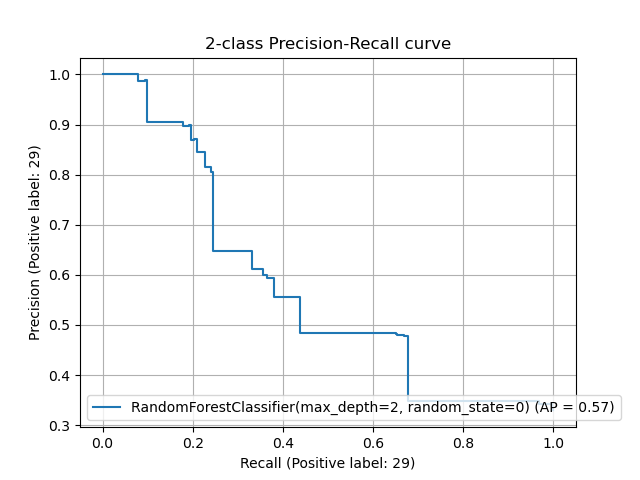 2-class Precision-Recall curve
Precision (Positive label: 29)
1.0
0.9
0.8
0.7
0.6
0.5
0.4
0.3
RandomForestClassifier(max_depth=2, random_state=0) (AP = 0.57)
0.0 0.2 0.4 0.6 0.8 1.0
Recall (Positive label: 29)